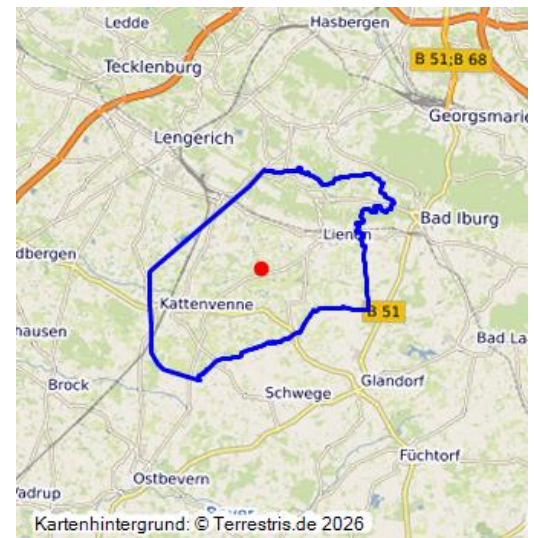 Ledde
Hasbergen
B 51;B 68
Tecklenburg
Georgsmarie
Lengerich
Bad Iburg
Lienen
dbergen
Kattenvenne
B 51
hausen
Bad La
Brock
Glandorf
Schwege
Füchtorf
Ostbevern
Vadrup
Kartenhintergrund: © Terrestris.de 2026